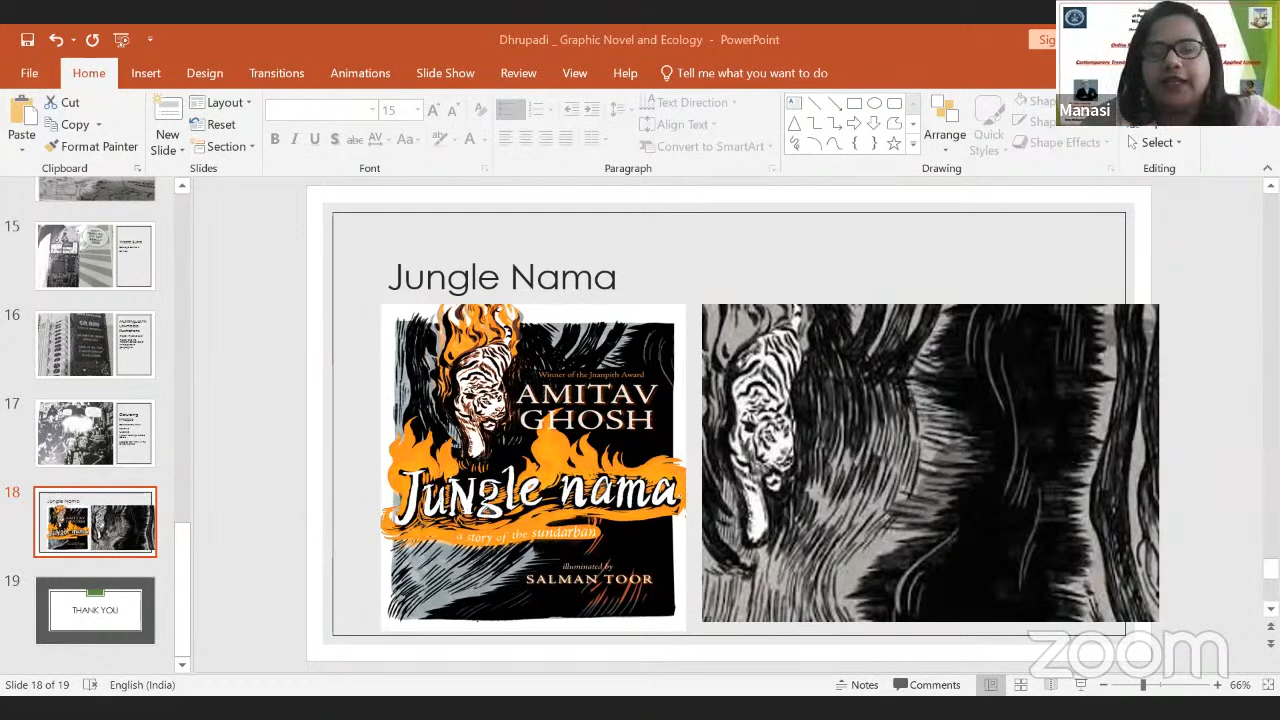 Dhrupadi _ Graphic Novel and Ecology - PowerPoint
File
Home
Insert
Design
Transitions
Animations
Slide Show
Review
View
Help
Tell me what you want to do
Manasi
Paste
Cut
Copy
Format Painter
Clipboard
New
Slide
Layout
Reset
Section
Slides
15
Font
Text Direction
Align Text
Convert to SmartArt
Paragraph
Arrange
Quick
Styles
Shape Effects
Drawing
Select
Editing
15
16
17
18
19
THANK YOU
Jungle Nama
Winner of the Jnanpith Award
AMITAV
GHOSH
Jungle nama
a story of the sundarban
illuminated by
SALMAN TOOR
zoom
Slide 18 of 19
English (India)
Notes
Comments
66%